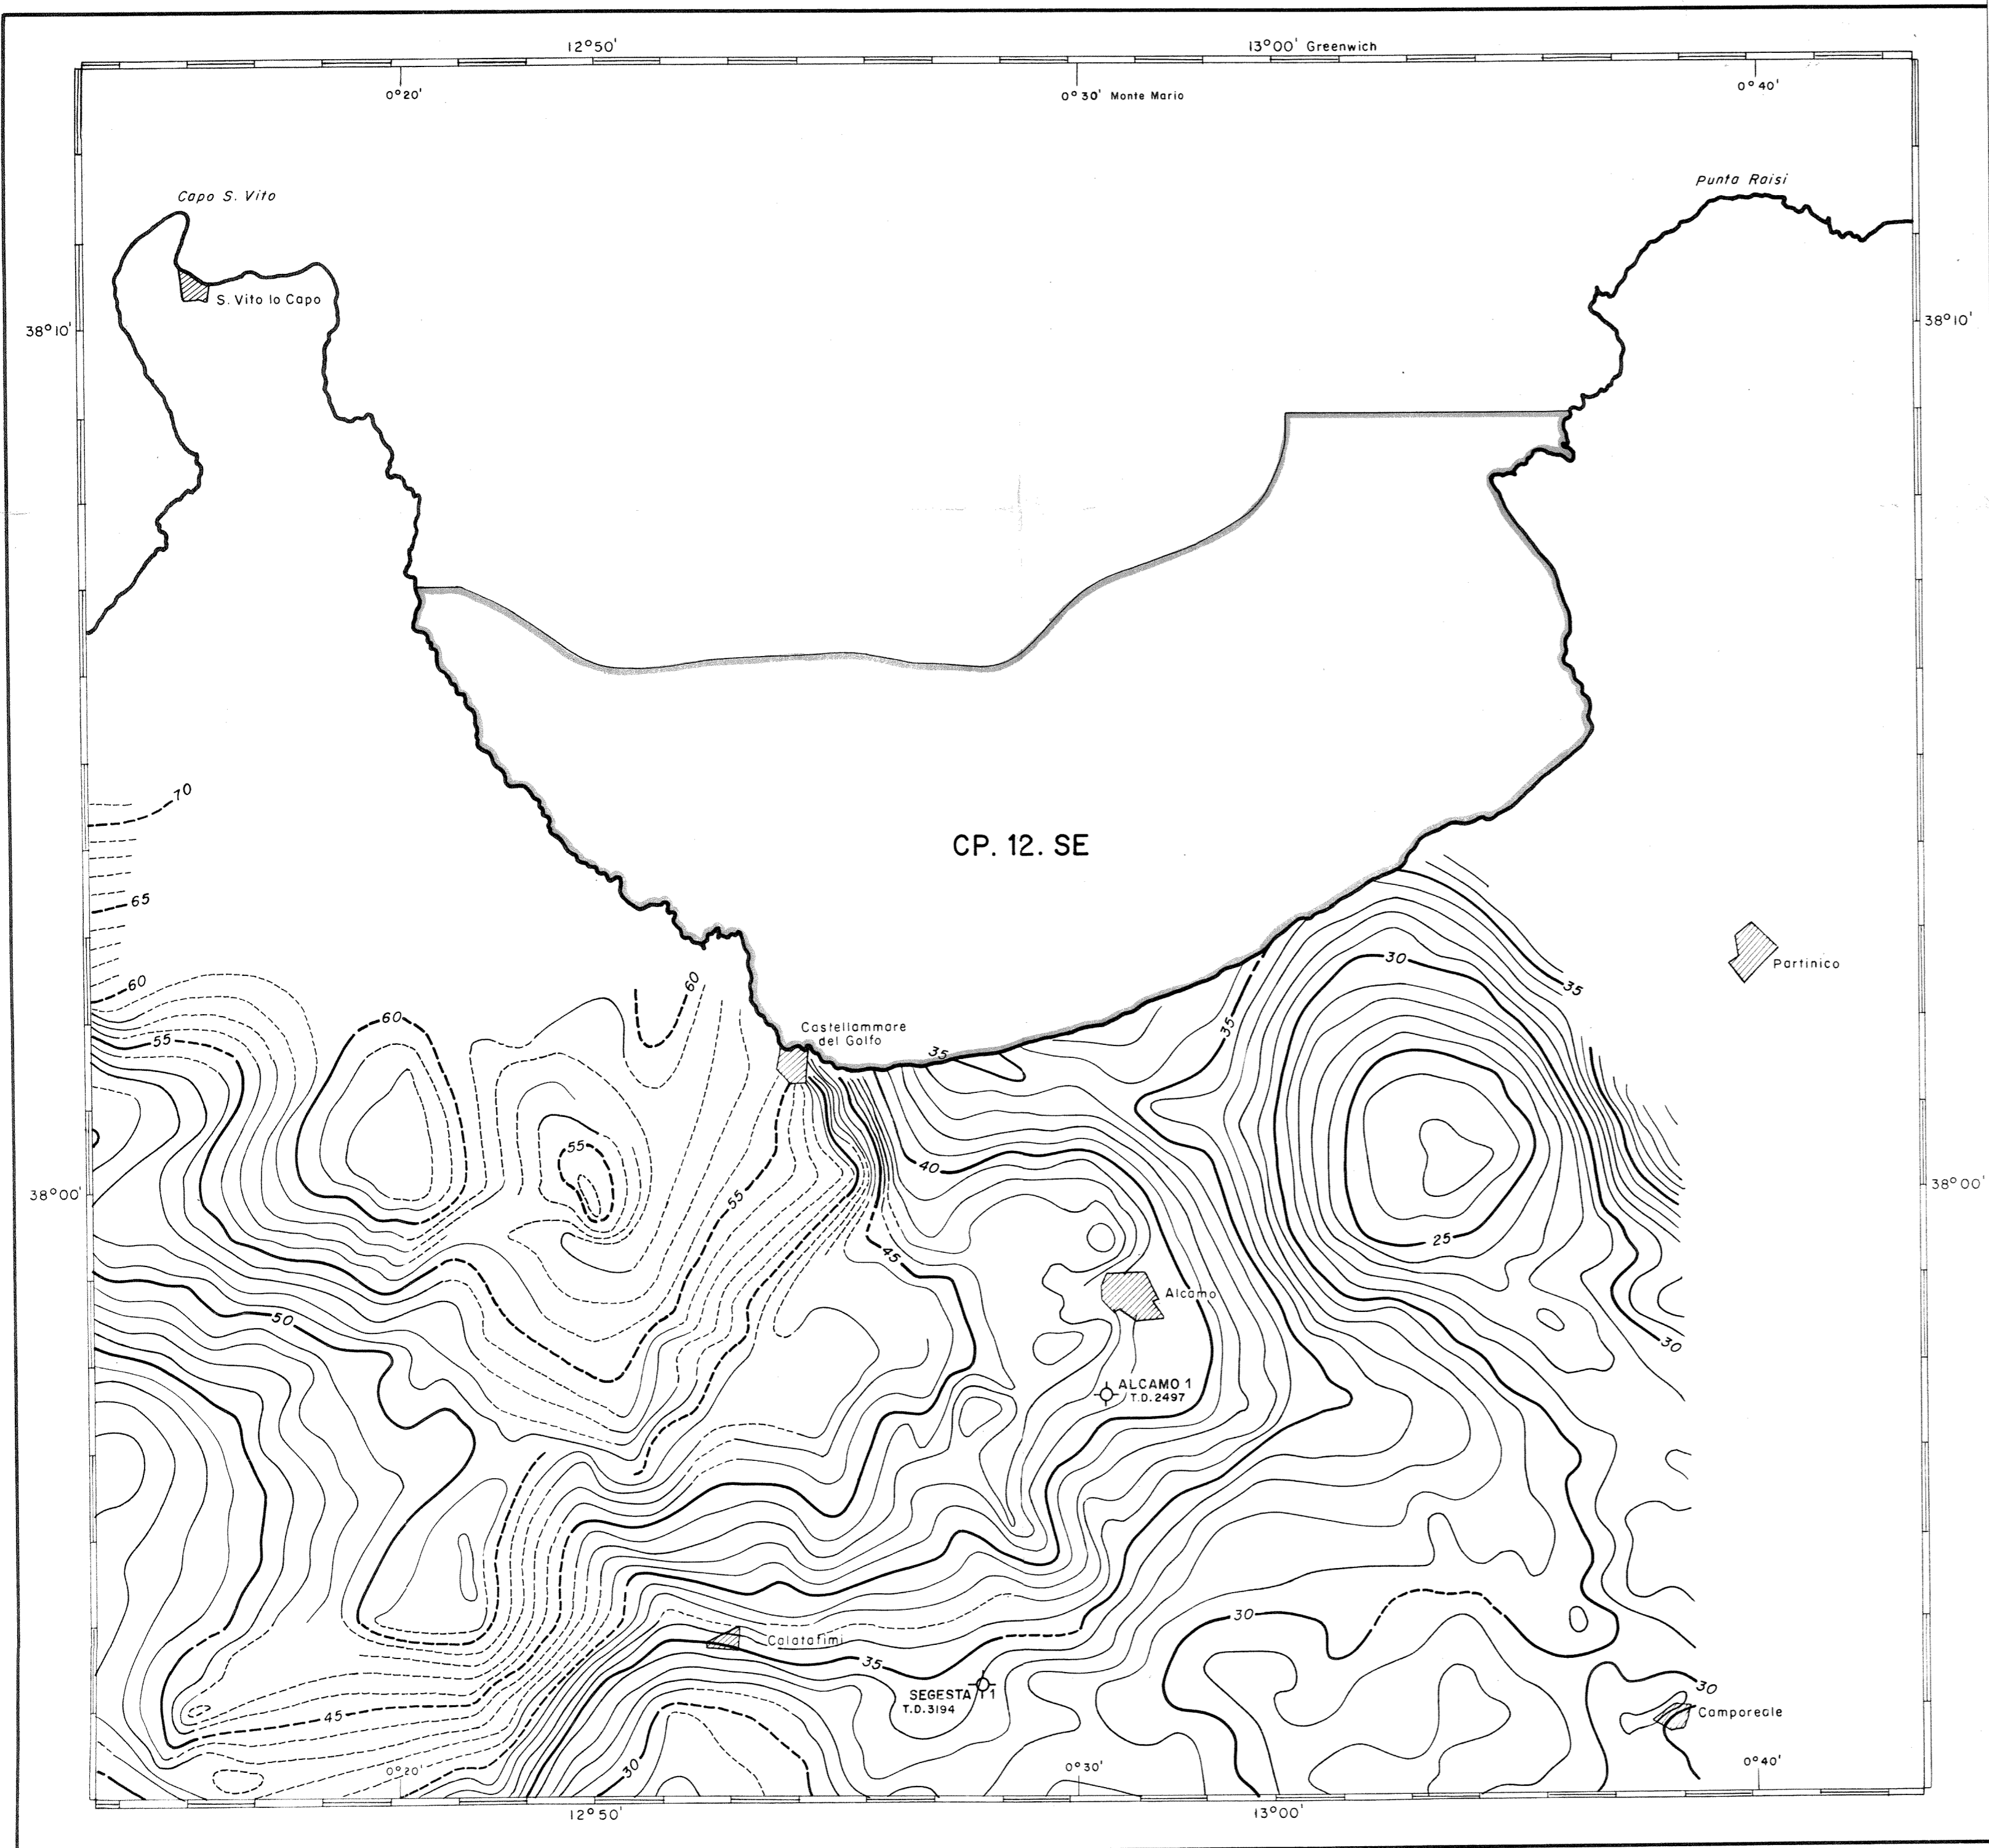 12°50'
13°00' Greenwich
0°20'
0°30' Monte Mario
0°40'
Capo S. Vito
Punta Raisi
S. Vito lo Capo
38°10'
38°10'
70
CP. 12. SE
65
Partinico
30
60
60
35
60
Castellammare
del Golfo
35
35
55
55
40
38°00'
38°00'
55
25
45
Alcamo
50
30
ALCAMO 1
T.D. 2497
30
Calatafimi
35
SEGESTA 1
T.D. 3194
30
Camporeale
45
30
0°20'
0°30'
0°40'
12°50'
13°00'